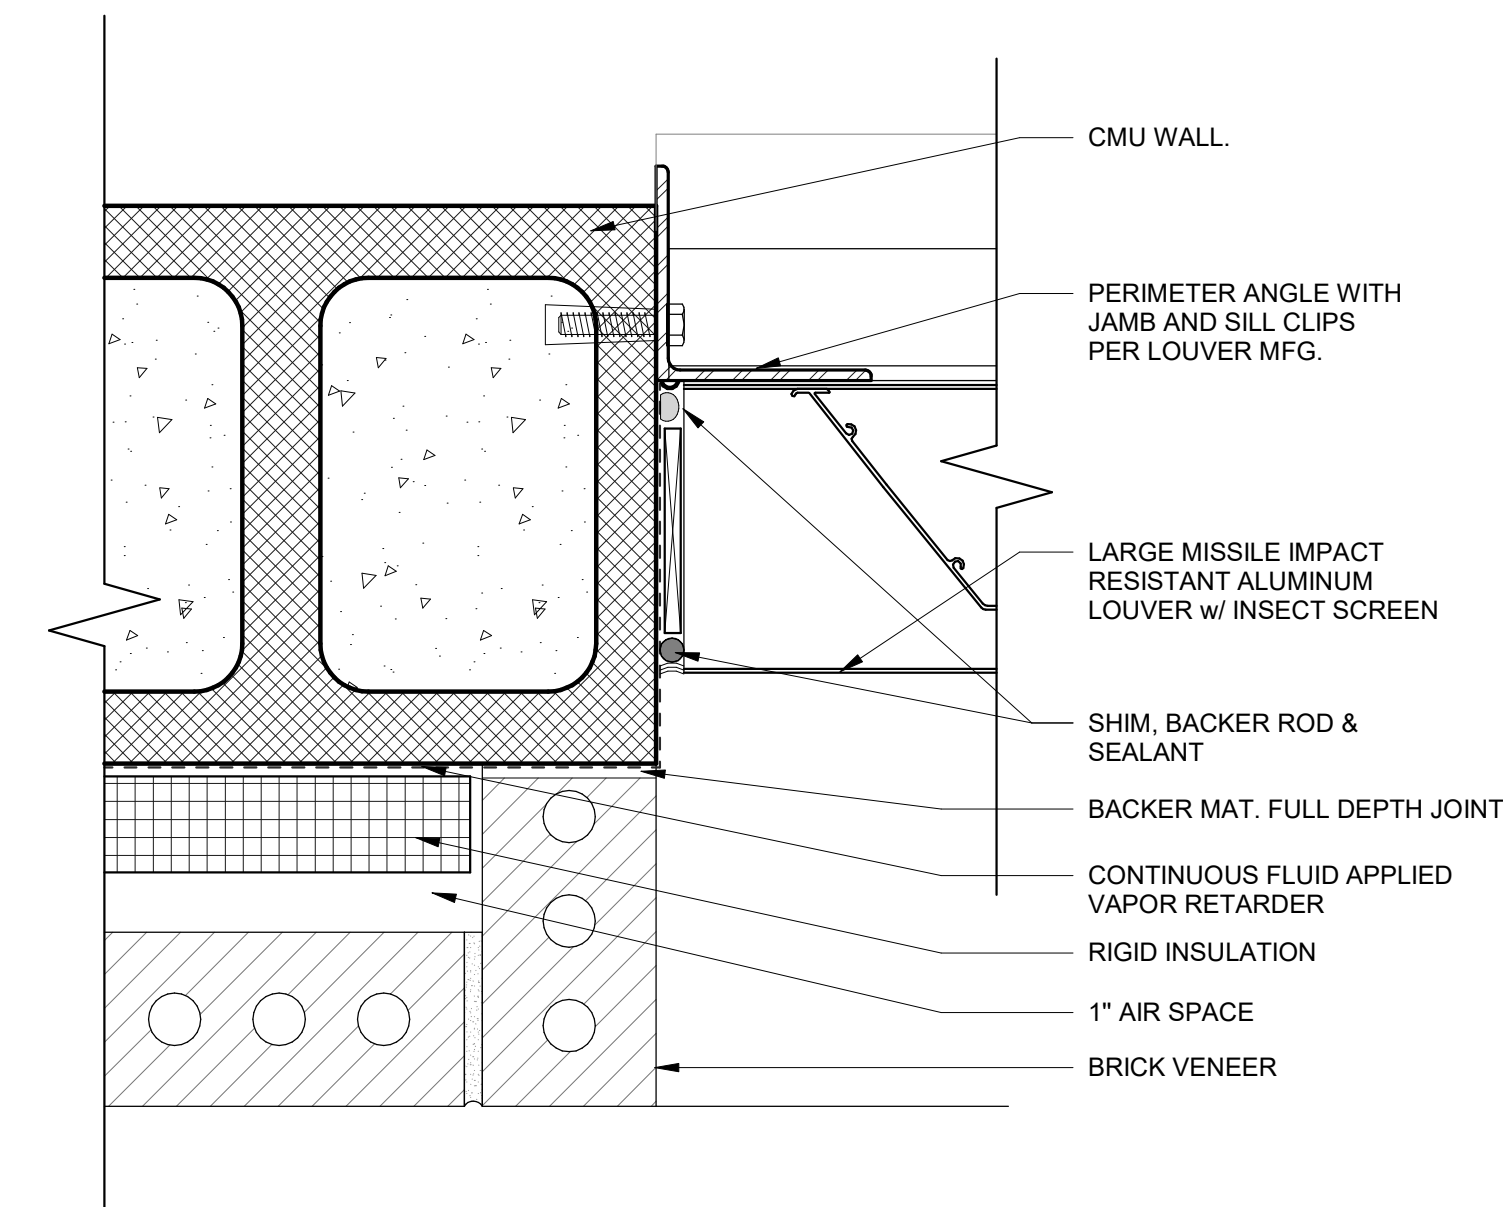 CMU WALL.
PERIMETER ANGLE WITH
JAMB AND SILL CLIPS
PER LOUVER MFG.
LARGE MISSILE IMPACT
RESISTANT ALUMINUM
LOUVER w/ INSECT SCREEN
SHIM, BACKER ROD &
SEALANT
BACKER MAT. FULL DEPTH JOINT
CONTINUOUS FLUID APPLIED
VAPOR RETARDER
RIGID INSULATION
1" AIR SPACE
BRICK VENEER